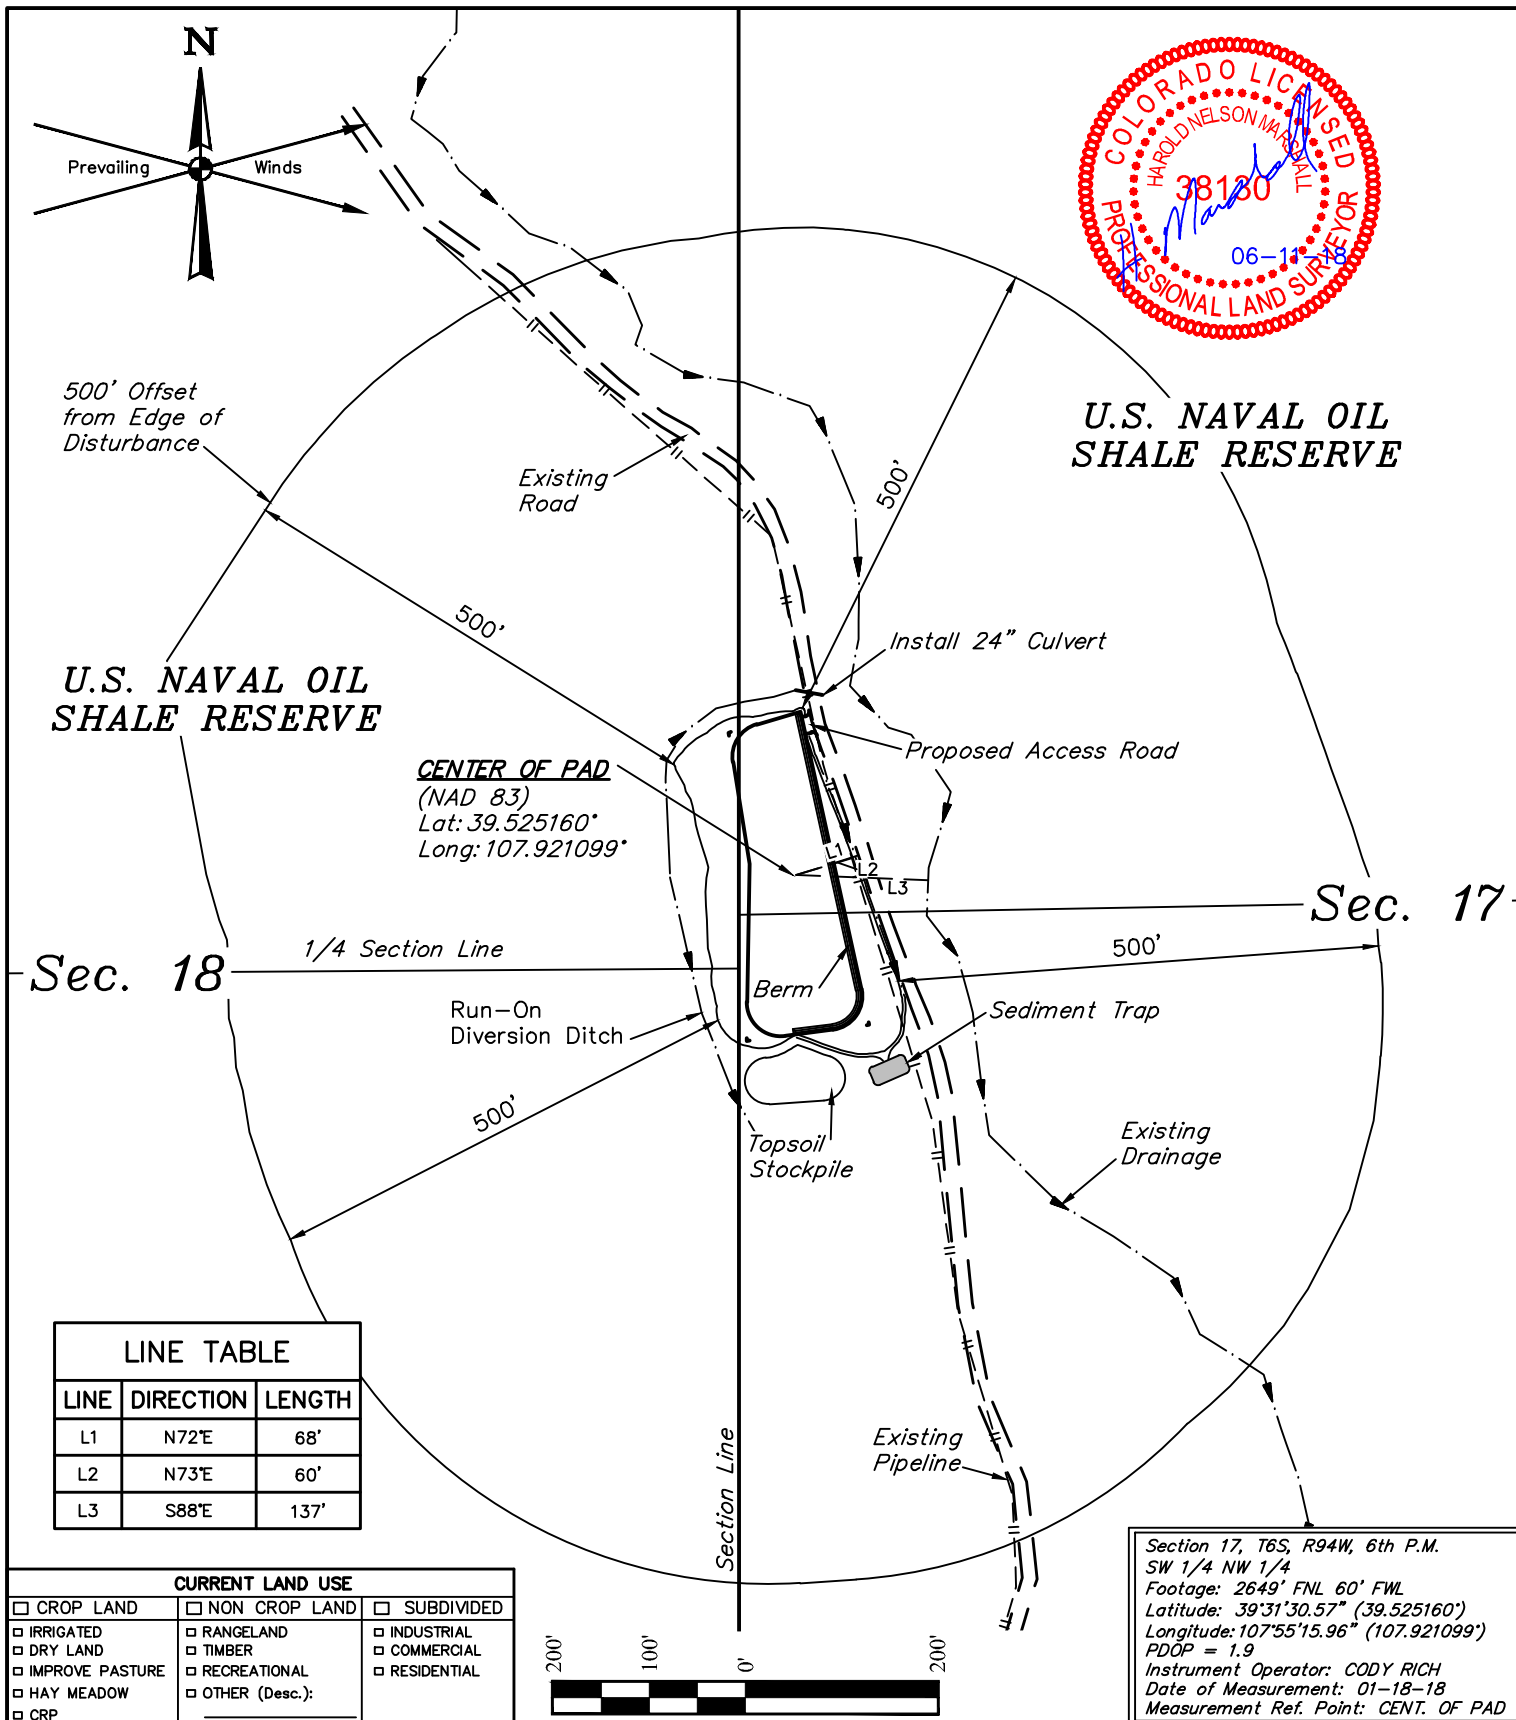 N
Prevailing Winds
COLORADO LICENSED
HAROLD NELSON MARSHALL
38130
06-11-18
PROFESSIONAL LAND SURVEYOR
500' Offset
from Edge of
Disturbance
Existing
Road
U.S. NAVAL OIL
SHALE RESERVE
500'
500'
Install 24" Culvert
U.S. NAVAL OIL
SHALE RESERVE
Proposed Access Road
CENTER OF PAD
(NAD 83)
Lat: 39.525160°
Long: 107.921099°
L1
L2
L3
Sec. 17
1/4 Section Line
Sec. 18
500'
Berm
Run-On
Diversion Ditch
Sediment Trap
500'
Topsoil
Stockpile
Existing
Drainage
LINE TABLE
LINE DIRECTION LENGTH
L1 N72°E 68'
L2 N73°E 60'
L3 S88°E 137'
Section Line
Existing
Pipeline
CURRENT LAND USE
CROP LAND NON CROP LAND SUBDIVIDED
IRRIGATED RANGELAND INDUSTRIAL
DRY LAND TIMBER COMMERCIAL
IMPROVE PASTURE RECREATIONAL RESIDENTIAL
HAY MEADOW OTHER (Desc.):
CRP
200' 100' 0' 200'
Section 17, T6S, R94W, 6th P.M.
SW 1/4 NW 1/4
Footage: 2649' FNL 60' FWL
Latitude: 39°31'30.57" (39.525160°)
Longitude: 107°55'15.96" (107.921099°)
PDOP = 1.9
Instrument Operator: CODY RICH
Date of Measurement: 01-18-18
Measurement Ref. Point: CENT. OF PAD